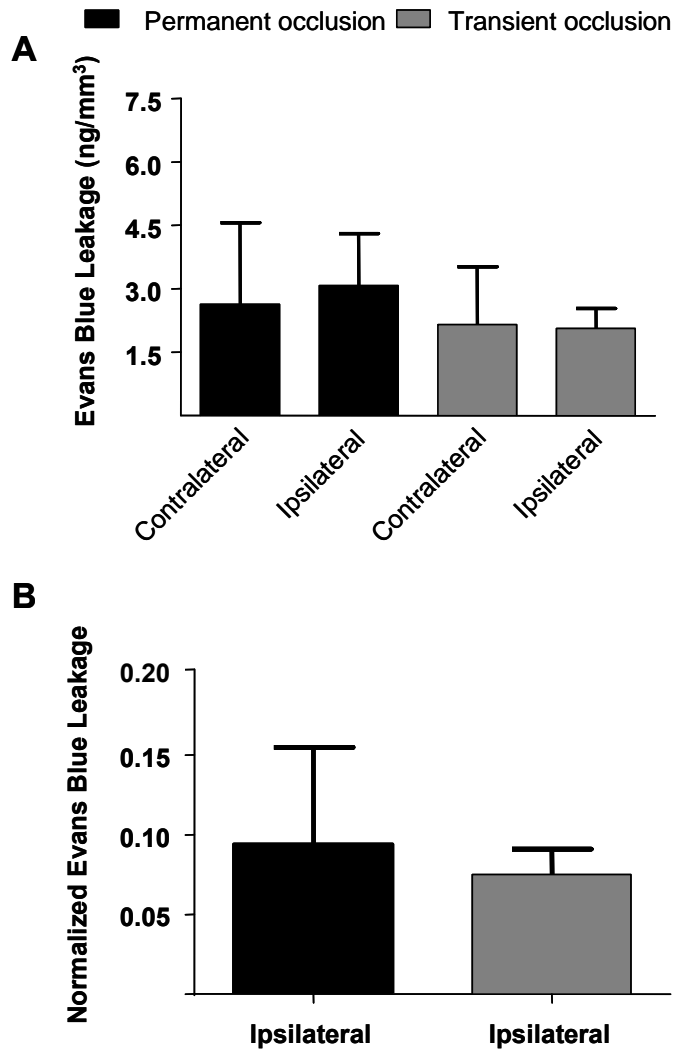 Permanent occlusion Transient occlusion
A
Evans Blue Leakage (ng/mm³)
7.5
6.0
4.5
3.0
1.5
Contralateral
Ipsilateral
Contralateral
Ipsilateral
B
Normalized Evans Blue Leakage
0.20
0.15
0.10
0.05
Ipsilateral Ipsilateral